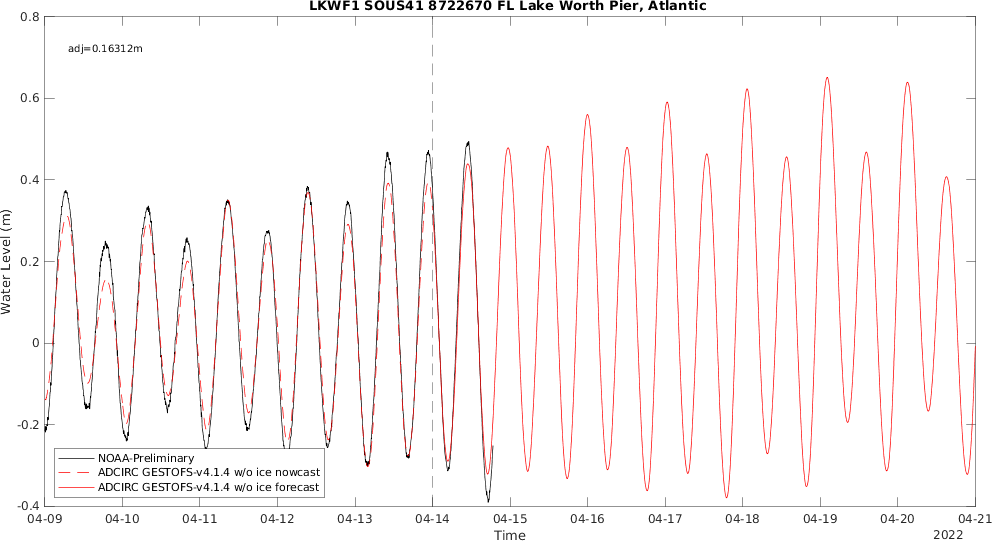 LKWF1 SOUS41 8722670 FL Lake Worth Pier, Atlantic
0.8
adj=0.16312m
0.6
0.4
0.2
0
-0.2
-0.4
Water Level (m)
NOAA-Preliminary
ADCIRC GESTOFS-v4.1.4 w/o ice nowcast
ADCIRC GESTOFS-v4.1.4 w/o ice forecast
04-09 04-10 04-11 04-12 04-13 04-14 04-15 04-16 04-17 04-18 04-19 04-20 04-21
Time
2022